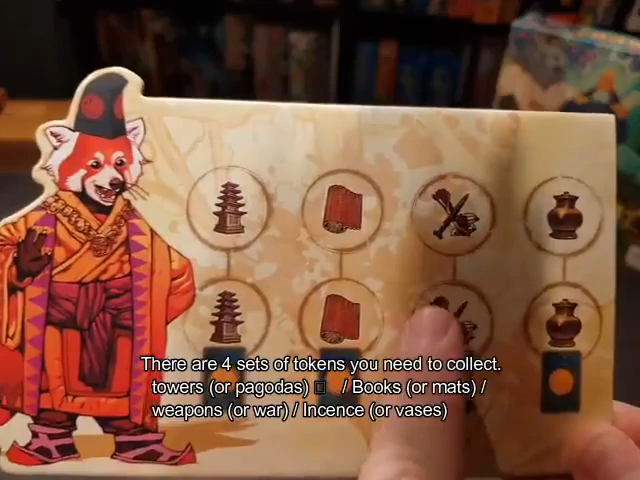 There are 4 sets of tokens you need to collect.
towers (or pagodas) / Books (or mats) /
weapons (or war) / Incence (or vases)